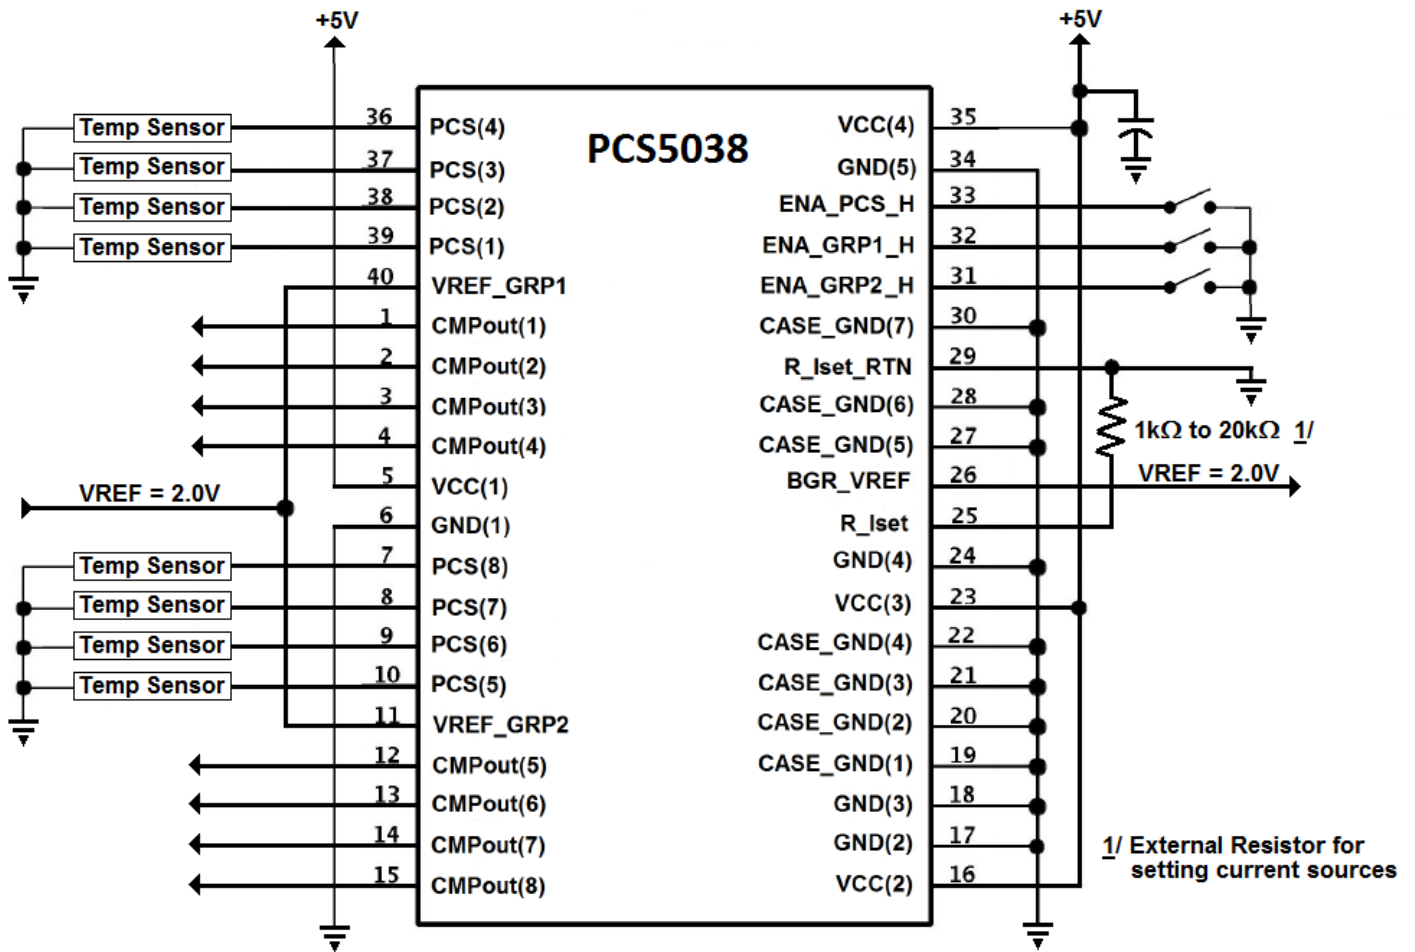 +5V
+5V
PCS5038
Temp Sensor 36 PCS(4)
Temp Sensor 37 PCS(3)
Temp Sensor 38 PCS(2)
Temp Sensor 39 PCS(1)
40 VREF_GRP1
1 CMPout(1)
2 CMPout(2)
3 CMPout(3)
4 CMPout(4)
5 VCC(1)
VREF = 2.0V
6 GND(1)
Temp Sensor 7 PCS(8)
Temp Sensor 8 PCS(7)
Temp Sensor 9 PCS(6)
Temp Sensor 10 PCS(5)
11 VREF_GRP2
12 CMPout(5)
13 CMPout(6)
14 CMPout(7)
15 CMPout(8)
VCC(4) 35
GND(5) 34
ENA_PCS_H 33
ENA_GRP1_H 32
ENA_GRP2_H 31
CASE_GND(7) 30
R_Iset_RTN 29
CASE_GND(6) 28
1kΩ to 20kΩ 1/
CASE_GND(5) 27
BGR_VREF 26 VREF = 2.0V
R_Iset 25
GND(4) 24
VCC(3) 23
CASE_GND(4) 22
CASE_GND(3) 21
CASE_GND(2) 20
CASE_GND(1) 19
GND(3) 18
GND(2) 17
VCC(2) 16
1/ External Resistor for
setting current sources